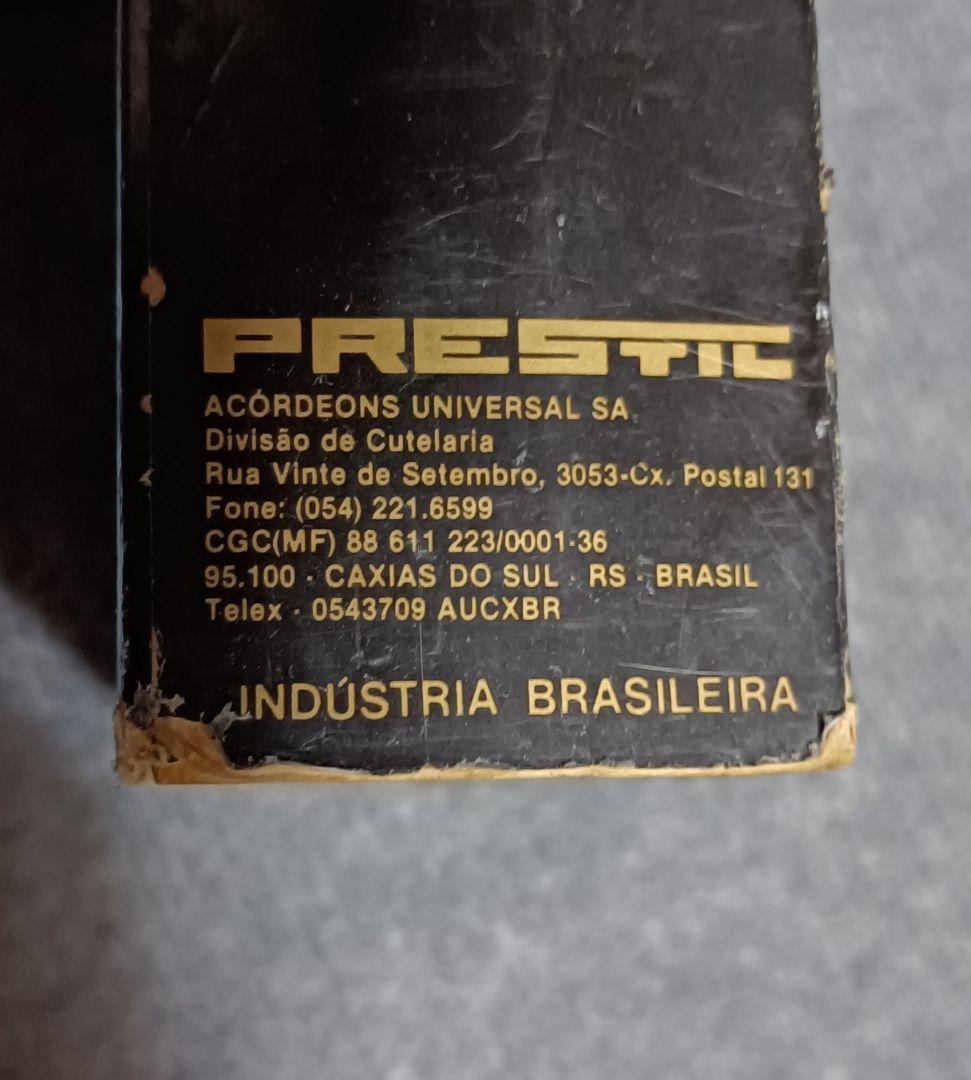 PRESTIL
ACÓRDEONS UNIVERSAL SA
Divisão de Cutelaria
Rua Vinte de Setembro, 3053-Cx. Postal 131
Fone: (054) 221.6599
CGC(MF) 88 611 223/0001-36
95.100 - CAXIAS DO SUL - RS - BRASIL
Telex - 0543709 AUCXBR
INDÚSTRIA BRASILEIRA